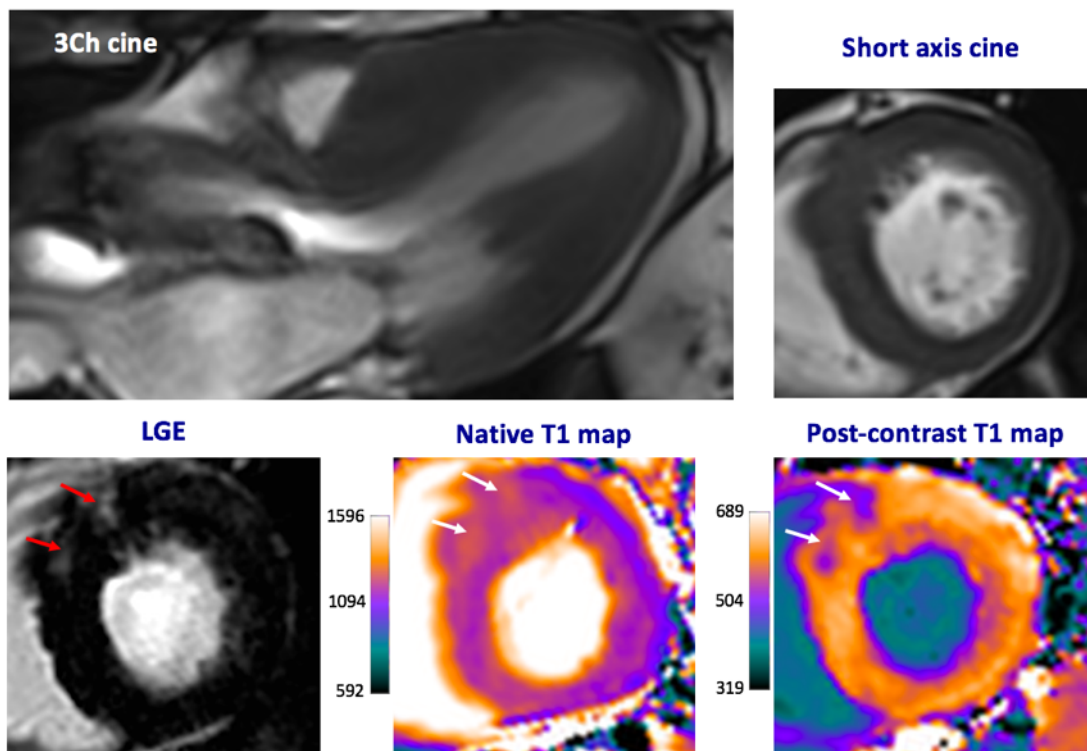 3Ch cine
Short axis cine
LGE
Native T1 map
Post-contrast T1 map
1596
1094
592
689
504
319